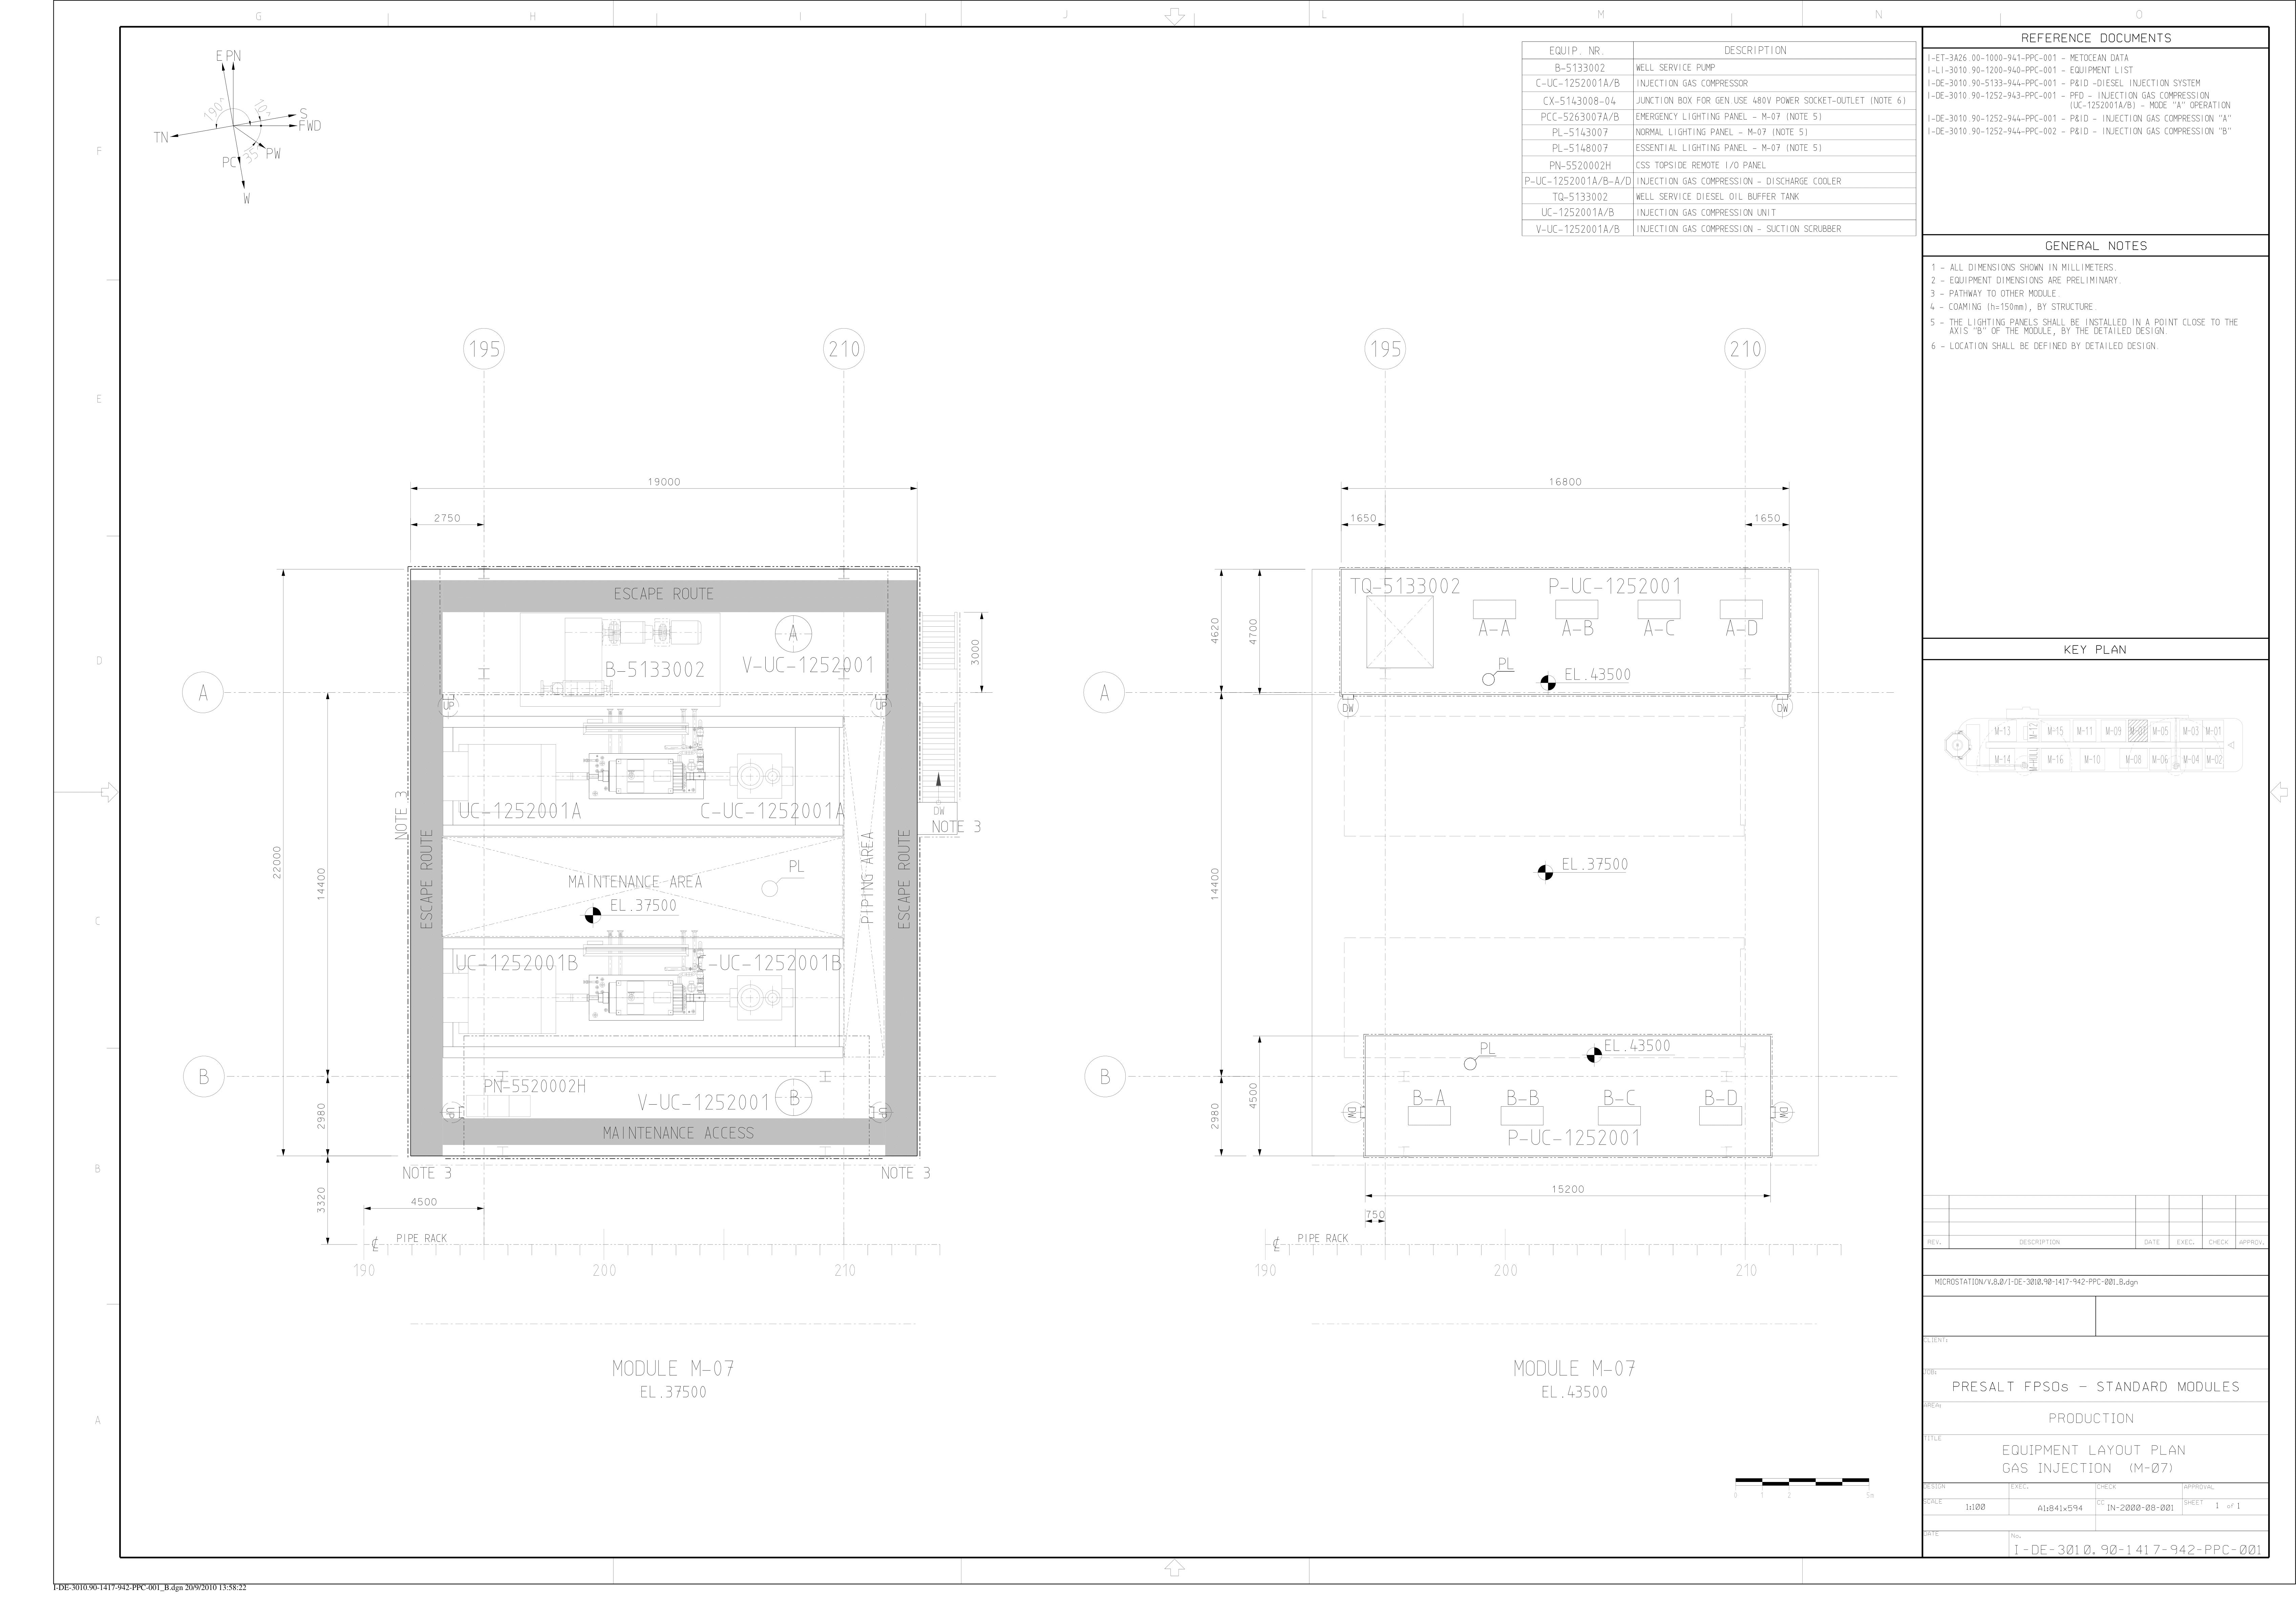 G H I J L M N O
F
E
D
C
B
A
E PN
190°
10°
S
FWD
TN
35°
PC
PW
W
EQUIP. NR. DESCRIPTION
B-5133002 WELL SERVICE PUMP
C-UC-1252001A/B INJECTION GAS COMPRESSOR
CX-5143008-04 JUNCTION BOX FOR GEN.USE 480V POWER SOCKET-OUTLET (NOTE 6)
PCC-5263007A/B EMERGENCY LIGHTING PANEL - M-07 (NOTE 5)
PL-5143007 NORMAL LIGHTING PANEL - M-07 (NOTE 5)
PL-5148007 ESSENTIAL LIGHTING PANEL - M-07 (NOTE 5)
PN-5520002H CSS TOPSIDE REMOTE I/O PANEL
P-UC-1252001A/B-A/D INJECTION GAS COMPRESSION - DISCHARGE COOLER
TQ-5133002 WELL SERVICE DIESEL OIL BUFFER TANK
UC-1252001A/B INJECTION GAS COMPRESSION UNIT
V-UC-1252001A/B INJECTION GAS COMPRESSION - SUCTION SCRUBBER
195 210
19000
2750
ESCAPE ROUTE
A
B-5133002
V-UC-1252001
3000
A
UP UP
UC-1252001A C-UC-1252001A
DW
NOTE 3
NOTE 3
ESCAPE ROUTE
PIPING AREA
ESCAPE ROUTE
PL
MAINTENANCE AREA
EL.37500
22000
14400
UC-1252001B C-UC-1252001B
B
PN-5520002H
V-UC-1252001
B
UP UP
2980
MAINTENANCE ACCESS
NOTE 3 NOTE 3
3320
4500
PIPE RACK
190 200 210
MODULE M-07
EL.37500
195 210
16800
1650 1650
TQ-5133002 P-UC-1252001
A-A A-B A-C A-D
4620
4700
PL
EL.43500
A
DW DW
14400
EL.37500
PL
EL.43500
B
4500
B-A B-B B-C B-D
DW DW
2980
P-UC-1252001
15200
750
PIPE RACK
190 200 210
MODULE M-07
EL.43500
0 1 2 5m
REFERENCE DOCUMENTS
I-ET-3A26.00-1000-941-PPC-001 - METOCEAN DATA
I-LI-3010.90-1200-940-PPC-001 - EQUIPMENT LIST
I-DE-3010.90-5133-944-PPC-001 - P&ID -DIESEL INJECTION SYSTEM
I-DE-3010.90-1252-943-PPC-001 - PFD - INJECTION GAS COMPRESSION
(UC-1252001A/B) - MODE "A" OPERATION
I-DE-3010.90-1252-944-PPC-001 - P&ID - INJECTION GAS COMPRESSION "A"
I-DE-3010.90-1252-944-PPC-002 - P&ID - INJECTION GAS COMPRESSION "B"
GENERAL NOTES
1 - ALL DIMENSIONS SHOWN IN MILLIMETERS.
2 - EQUIPMENT DIMENSIONS ARE PRELIMINARY.
3 - PATHWAY TO OTHER MODULE.
4 - COAMING (h=150mm), BY STRUCTURE.
5 - THE LIGHTING PANELS SHALL BE INSTALLED IN A POINT CLOSE TO THE
AXIS "B" OF THE MODULE, BY THE DETAILED DESIGN.
6 - LOCATION SHALL BE DEFINED BY DETAILED DESIGN.
KEY PLAN
M-13 M-12 M-15 M-11 M-09 M-07 M-05 M-03 M-01
M-14 M-16 M-10 M-08 M-06 M-04 M-02
REV. DESCRIPTION DATE EXEC. CHECK APPROV.
MICROSTATION/V.8.0/I-DE-3010.90-1417-942-PPC-001_B.dgn
CLIENT:
JOB:
PRESALT FPSOs - STANDARD MODULES
AREA:
PRODUCTION
TITLE
EQUIPMENT LAYOUT PLAN
GAS INJECTION (M-07)
DESIGN EXEC. CHECK APPROVAL
SCALE 1:100 A1:841x594 CC IN-2000-08-001 SHEET 1 of 1
DATE No.
I-DE-3010.90-1417-942-PPC-001
I-DE-3010.90-1417-942-PPC-001_B.dgn 20/9/2010 13:58:22